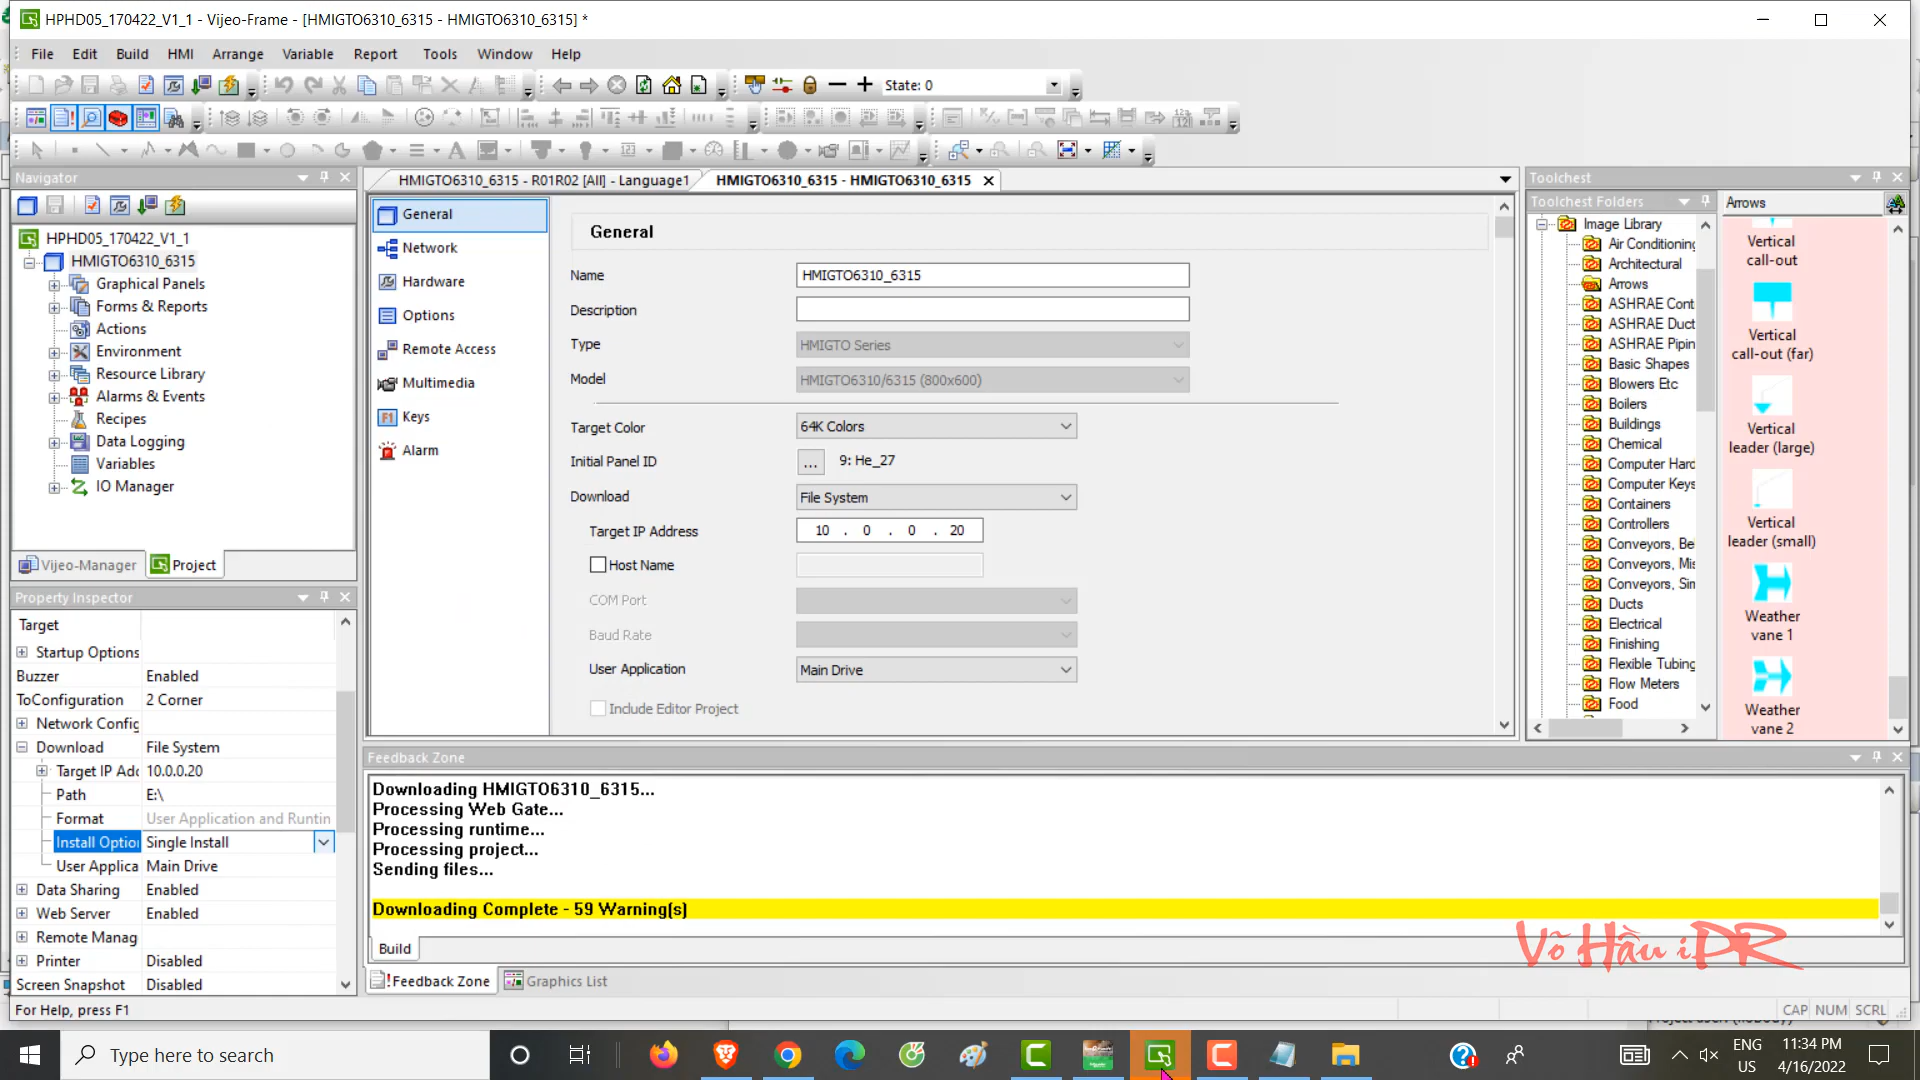 HPHD05_170422_V1_1 - Vijeo-Frame - [HMIGTO6310_6315 - HMIGTO6310_6315] *
File Edit Build HMI Arrange Variable Report Tools Window Help
State: 0
Navigator
HPHD05_170422_V1_1
HMIGTO6310_6315
Graphical Panels
Forms & Reports
Actions
Environment
Resource Library
Alarms & Events
Recipes
Data Logging
Variables
IO Manager
Vijeo-Manager Project
Property Inspector
Target
Startup Options
Buzzer Enabled
ToConfiguration 2 Corner
Network Config
Download File System
Target IP Adc 10.0.0.20
Path E:\
Format User Application and Runtin
Install Optio Single Install
User Applica Main Drive
Data Sharing Enabled
Web Server Enabled
Remote Manag
Printer Disabled
Screen Snapshot Disabled
HMIGTO6310_6315 - R01R02 [All] - Language1 HMIGTO6310_6315 - HMIGTO6310_6315
General
Network
Hardware
Options
Remote Access
Multimedia
Keys
Alarm
General
Name HMIGTO6310_6315
Description
Type HMIGTO Series
Model HMIGTO6310/6315 (800x600)
Target Color 64K Colors
Initial Panel ID ... 9: He_27
Download File System
Target IP Address 10 . 0 . 0 . 20
Host Name
COM Port
Baud Rate
User Application Main Drive
Include Editor Project
Toolchest
Toolchest Folders
Image Library
Air Conditioning
Architectural
Arrows
ASHRAE Cont
ASHRAE Duct
ASHRAE Pipin
Basic Shapes
Blowers Etc
Boilers
Buildings
Chemical
Computer Hard
Computer Keys
Containers
Controllers
Conveyors, Be
Conveyors, Mis
Conveyors, Sim
Ducts
Electrical
Finishing
Flexible Tubing
Flow Meters
Food
Arrows
Vertical
call-out
Vertical
call-out (far)
Vertical
leader (large)
Vertical
leader (small)
Weather
vane 1
Weather
vane 2
Feedback Zone
Downloading HMIGTO6310_6315...
Processing Web Gate...
Processing runtime...
Processing project...
Sending files...
Downloading Complete - 59 Warning(s)
Build
Feedback Zone Graphics List
Võ Hầu iPR
For Help, press F1
CAP NUM SCRL
Type here to search
ENG
US
11:34 PM
4/16/2022